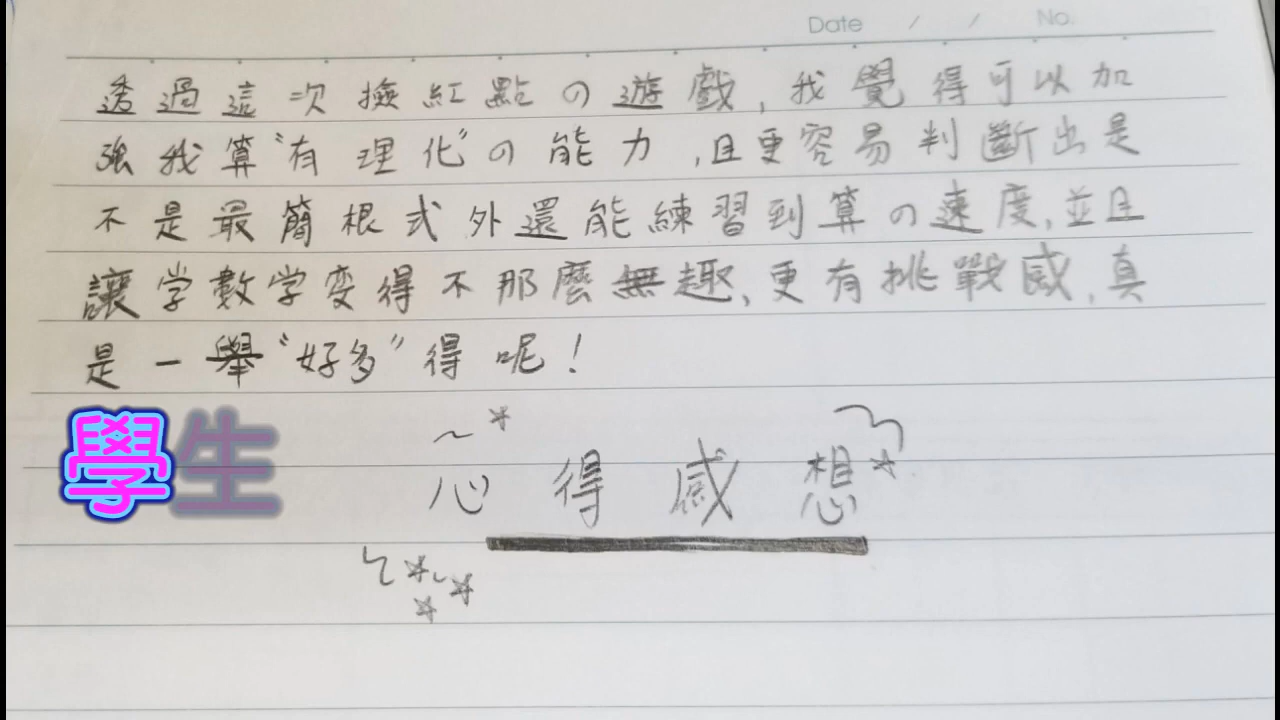 Date / / No.
透過這次撿紅點の遊戲，我覺得可以加
強我算“有理化”の能力，且更容易判斷出是
不是最簡根式外還能練習到算の速度，並且
讓学數学変得不那麼無趣，更有挑戰感，真
是一舉“好多”得呢！
學生
心得感想